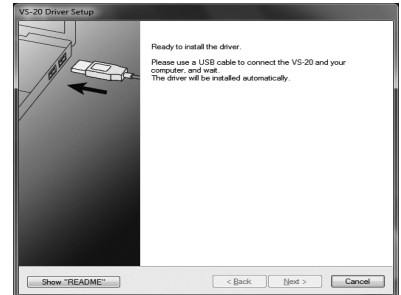 VS-20 Driver Setup
Ready to install the driver.
Please use a USB cable to connect the VS-20 and your
computer, and wait.
The driver will be installed automatically.
Show "README"
< Back
Next >
Cancel